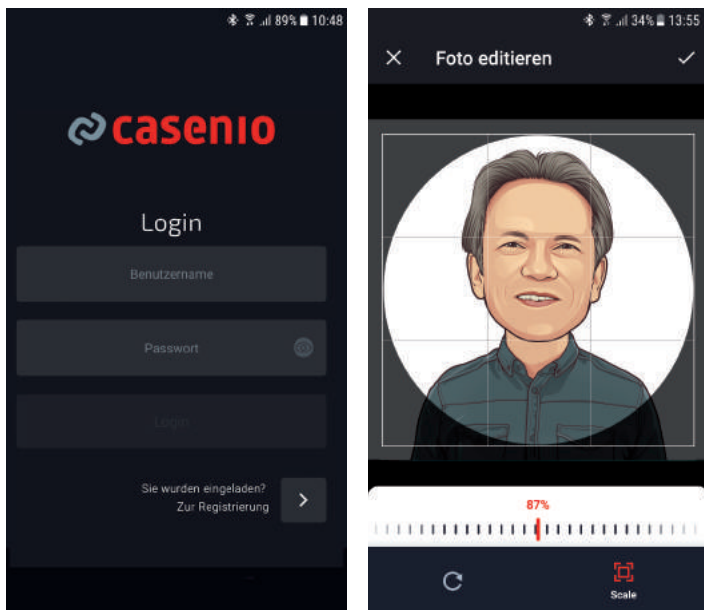 89% 10:48
casenio
Login
Benutzername
Passwort
Login
Sie wurden eingeladen?
Zur Registrierung
34% 13:55
Foto editieren
87%
Scale